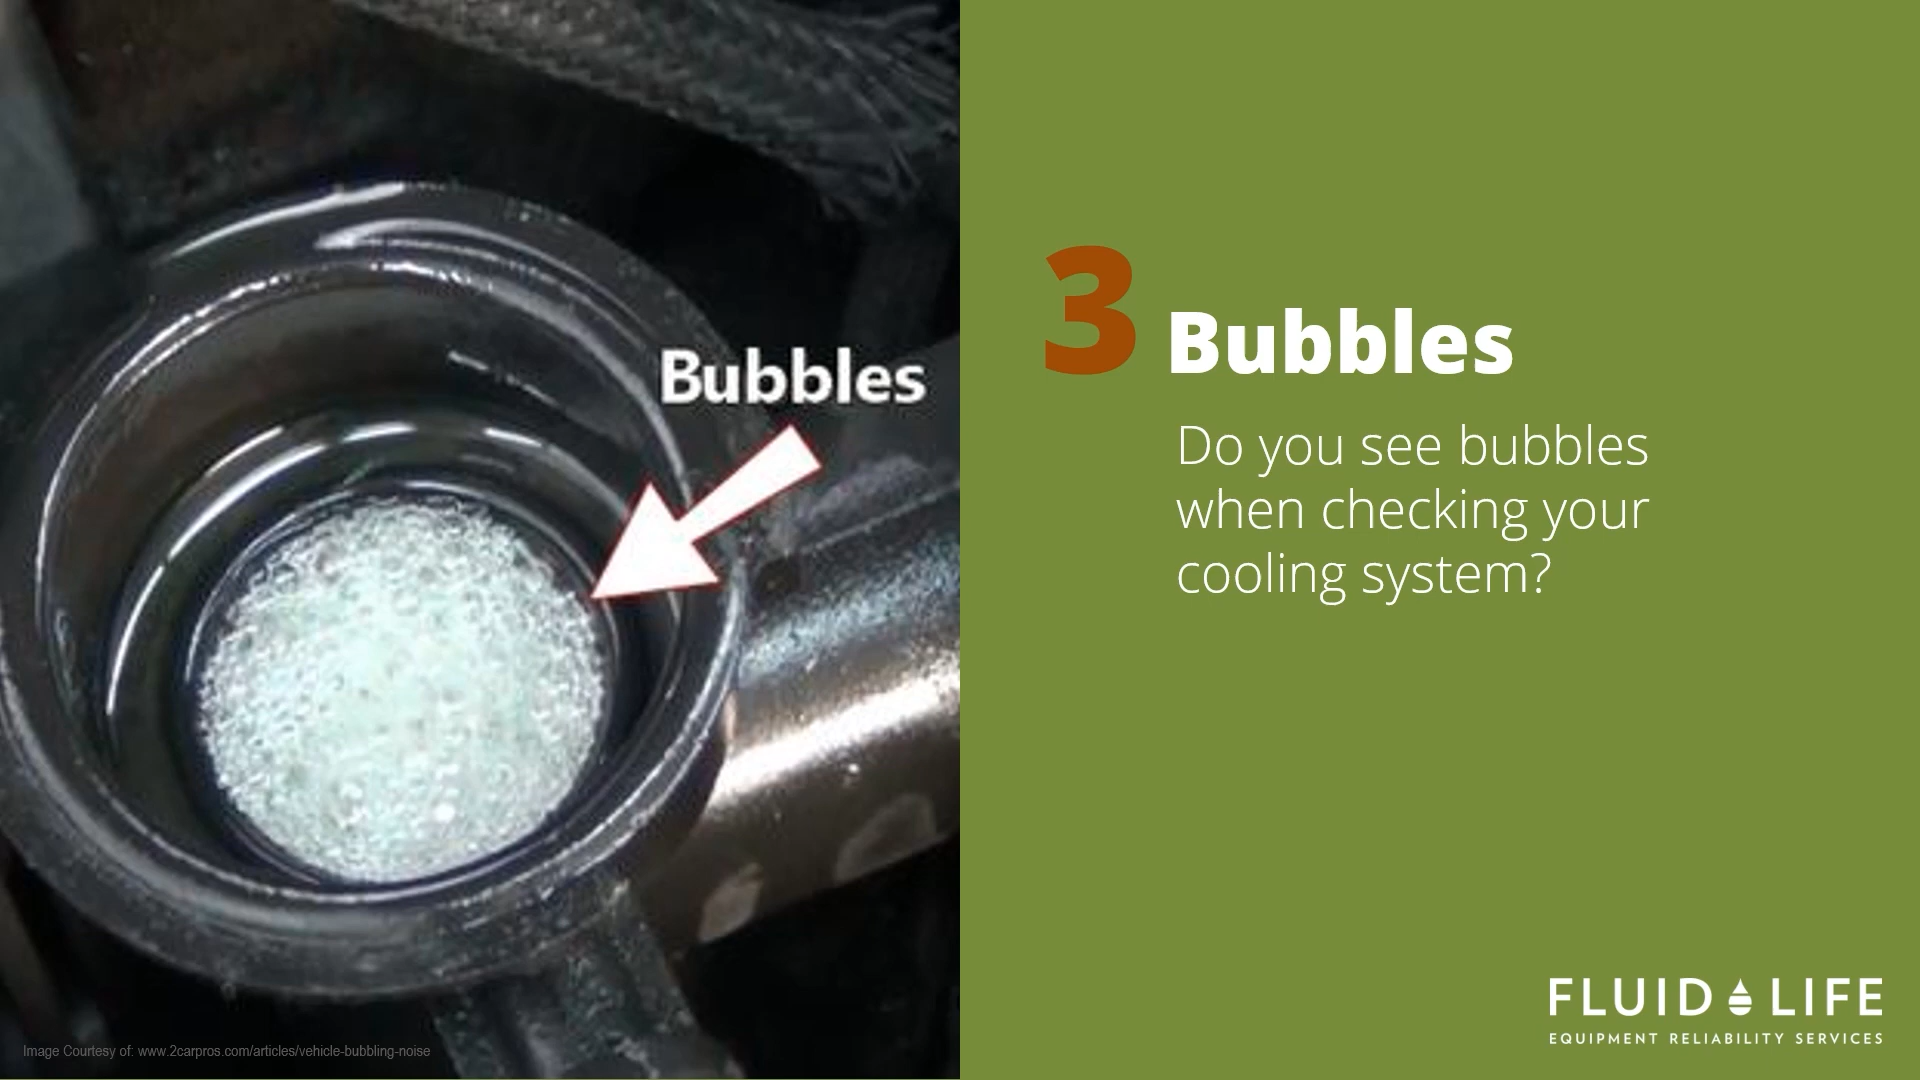 Bubbles
Image Courtesy of: www.2carpros.com/articles/vehicle-bubbling-noise
3 Bubbles
Do you see bubbles
when checking your
cooling system?
FLUID LIFE
EQUIPMENT RELIABILITY SERVICES